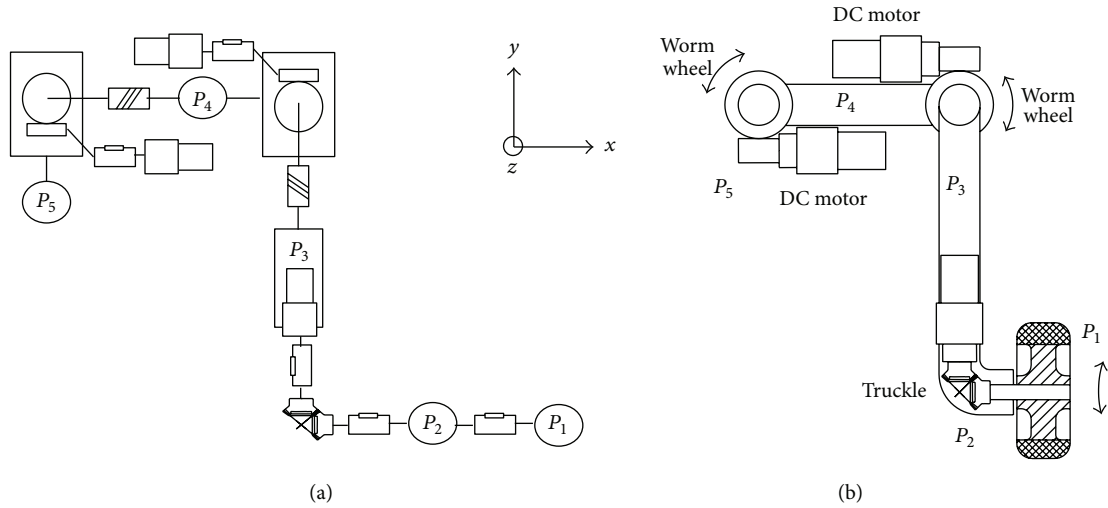 P4
P5
P3
P2
P1
y
x
z
(a)
DC motor
Worm
wheel
P4
Worm
wheel
P3
P5
DC motor
P1
Truckle
P2
(b)